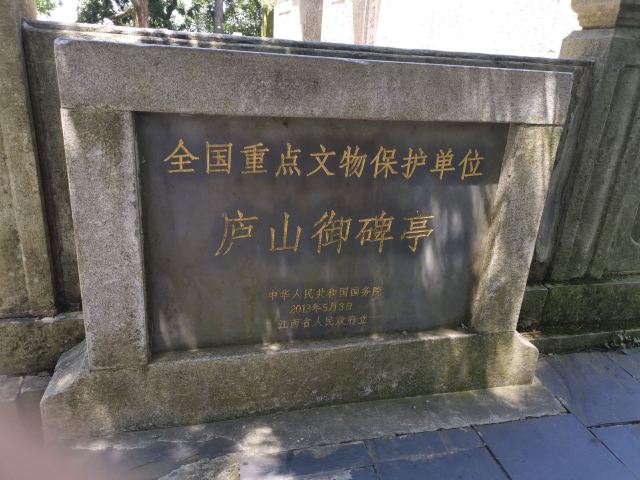 全国重点文物保护单位
庐山御碑亭
中华人民共和国国务院
2013年5月3日
江西省人民政府立